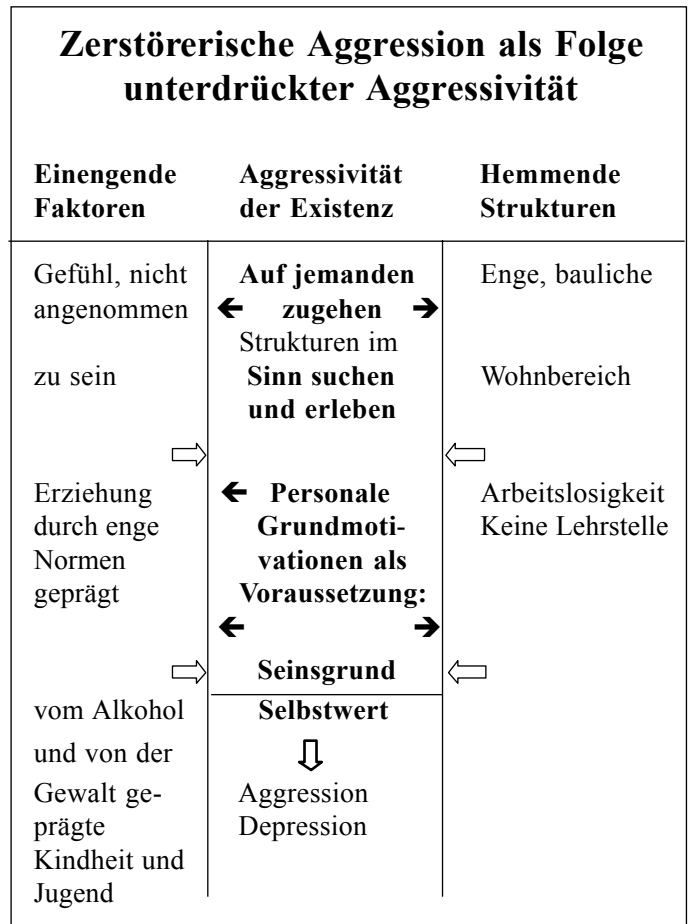 Zerstörerische Aggression als Folge
unterdrückter Aggressivität
Einengende
Faktoren
Aggressivität
der Existenz
Hemmende
Strukturen
Gefühl, nicht
angenommen
zu sein
Erziehung
durch enge
Normen
geprägt
vom Alkohol
und von der
Gewalt ge-
prägte
Kindheit und
Jugend
Auf jemanden
zugehen
Strukturen im
Sinn suchen
und erleben
Personale
Grundmoti-
vationen als
Voraussetzung:
Seinsgrund
Selbstwert
Aggression
Depression
Enge, bauliche
Wohnbereich
Arbeitslosigkeit
Keine Lehrstelle